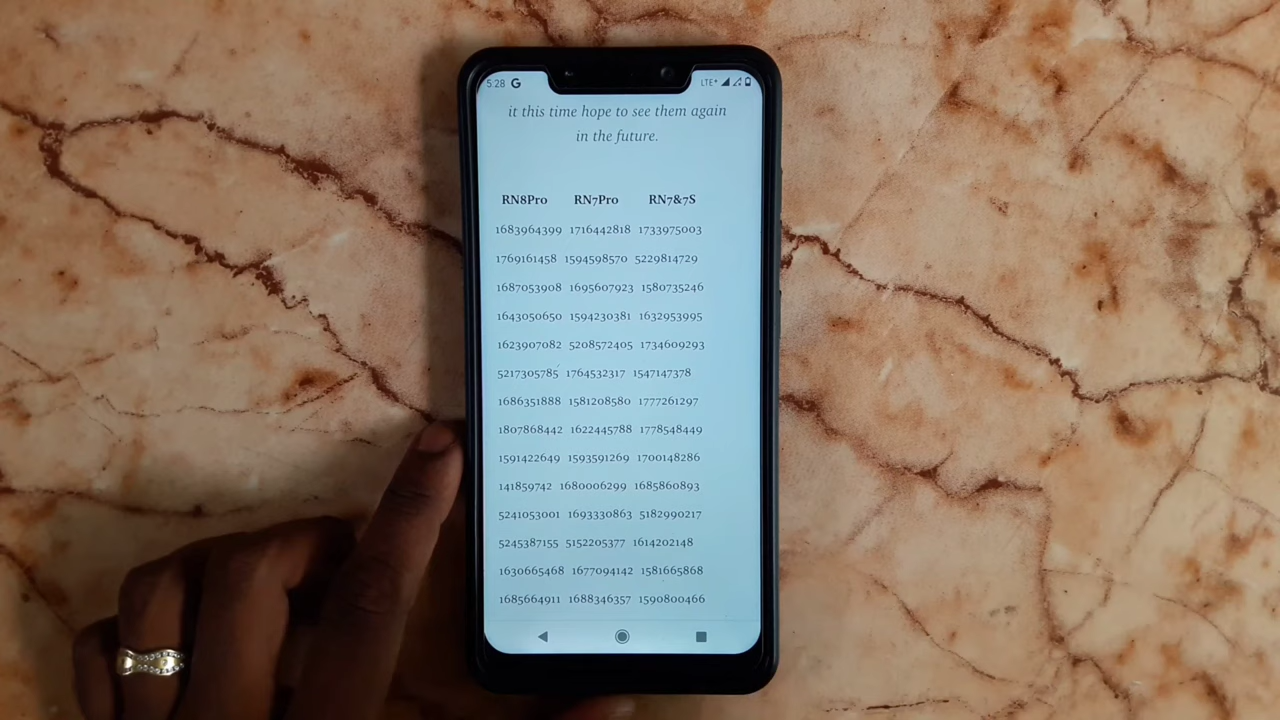 5:28 G LTE+
it this time hope to see them again
in the future.
RN8Pro RN7Pro RN7&7S
1683964399 1716442818 1733975003
1769161458 1594598570 5229814729
1687053908 1695607923 1580735246
1643050650 1594230381 1632953995
1623907082 5208572405 1734609293
5217305785 1764532317 1547147378
1686351888 1581208580 1777261297
1807868442 1622445788 1778548449
1591422649 1593591269 1700148286
141859742 1680006299 1685860893
5241053001 1693330863 5182990217
5245387155 5152205377 1614202148
1630665468 1677094142 1581665868
1685664911 1688346357 1590800466